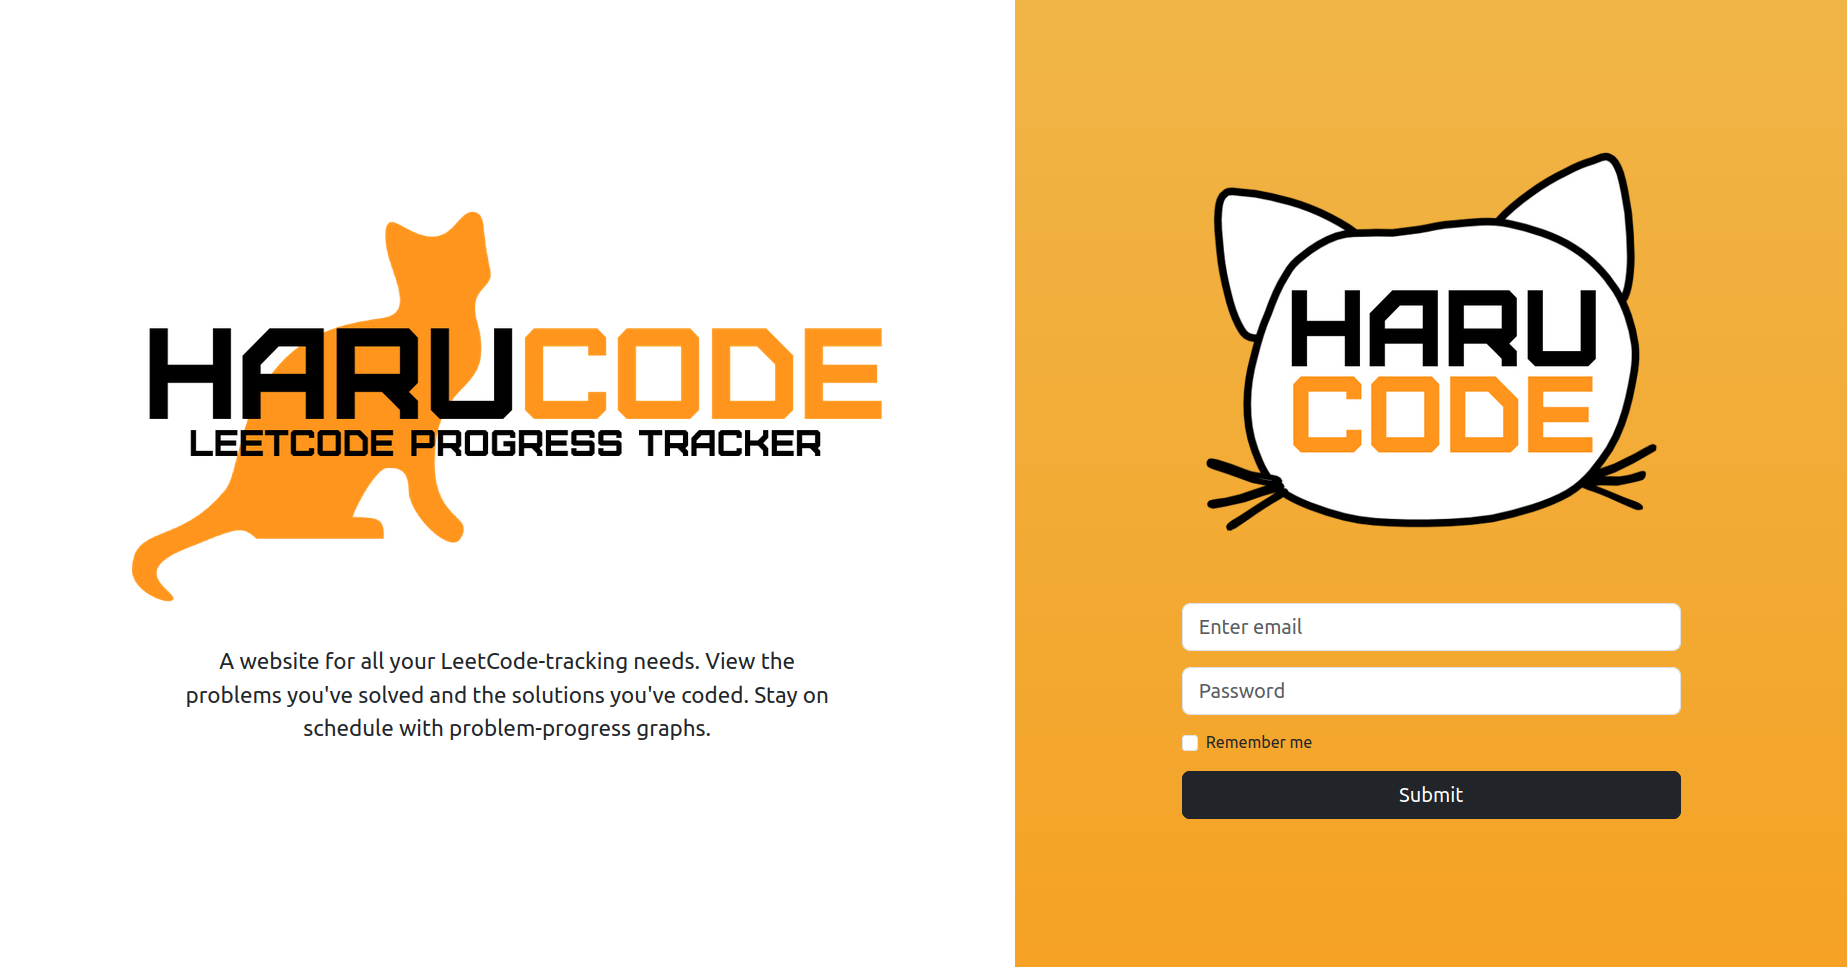 HARUCODE
LEETCODE PROGRESS TRACKER
A website for all your LeetCode-tracking needs. View the
problems you've solved and the solutions you've coded. Stay on
schedule with problem-progress graphs.
HARU
CODE
Enter email
Password
Remember me
Submit